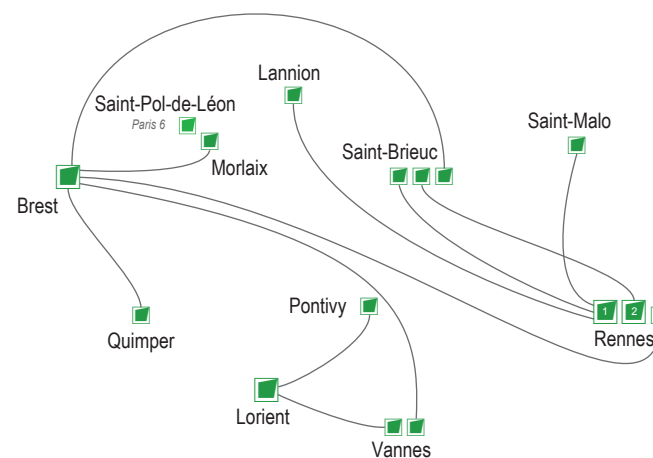 Lannion
Saint-Pol-de-Léon
Paris 6
Saint-Malo
Saint-Brieuc
Morlaix
Brest
Pontivy
1
2
Quimper
Rennes
Lorient
Vannes